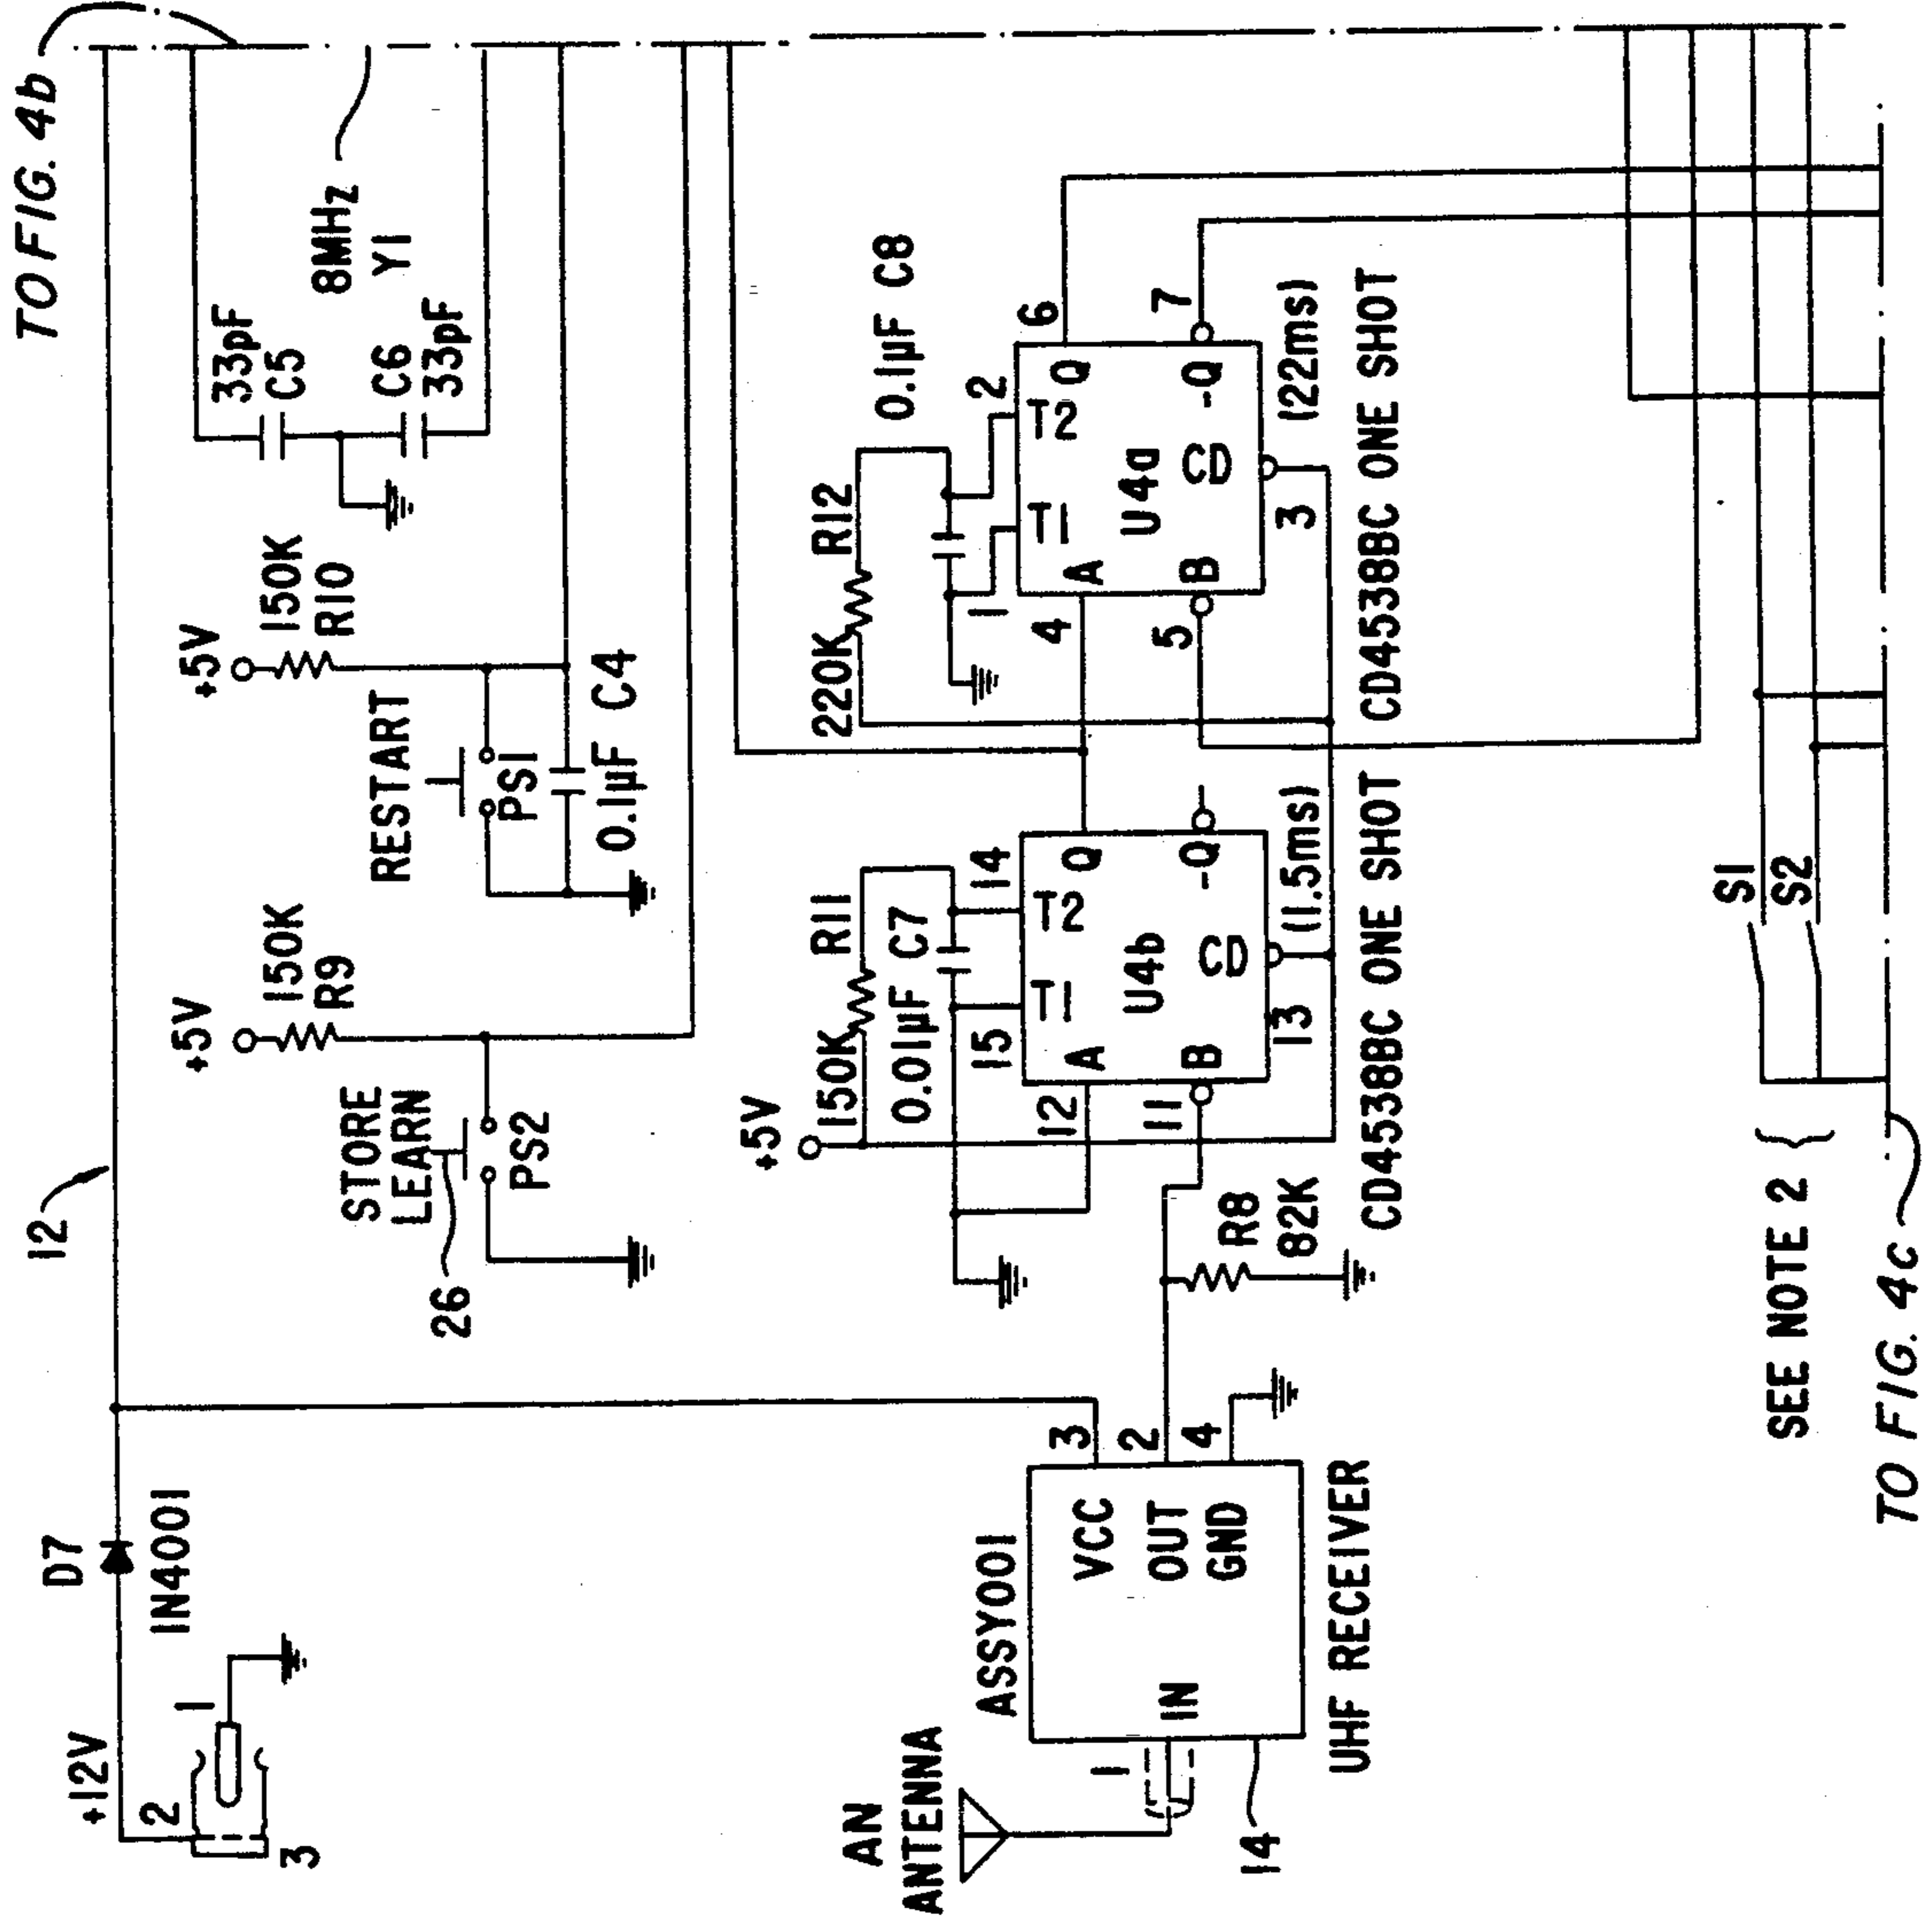 TO FIG. 4b
12
+12V
2
1
3
D7
1N4001
+5V
150K
R9
STORE
LEARN
26
PS2
+5V
150K
R10
RESTART
PS1
0.1µF C4
33pF
C5
C6
33pF
8MHz
Y1
AN
ANTENNA
1
14
ASSY001
IN
VCC
OUT
GND
3
2
4
UHF RECEIVER
R8
82K
+5V
150K
R11
0.01µF C7
15
14
12
11
13
T1
T2
A
B
Q
-Q
CD
U4b
(1.5ms)
CD4538BC ONE SHOT
220K
R12
0.1µF C8
1
2
4
5
3
6
7
T1
T2
A
B
Q
-Q
CD
U4a
(22ms)
CD4538BC ONE SHOT
S1
S2
SEE NOTE 2
TO FIG. 4c